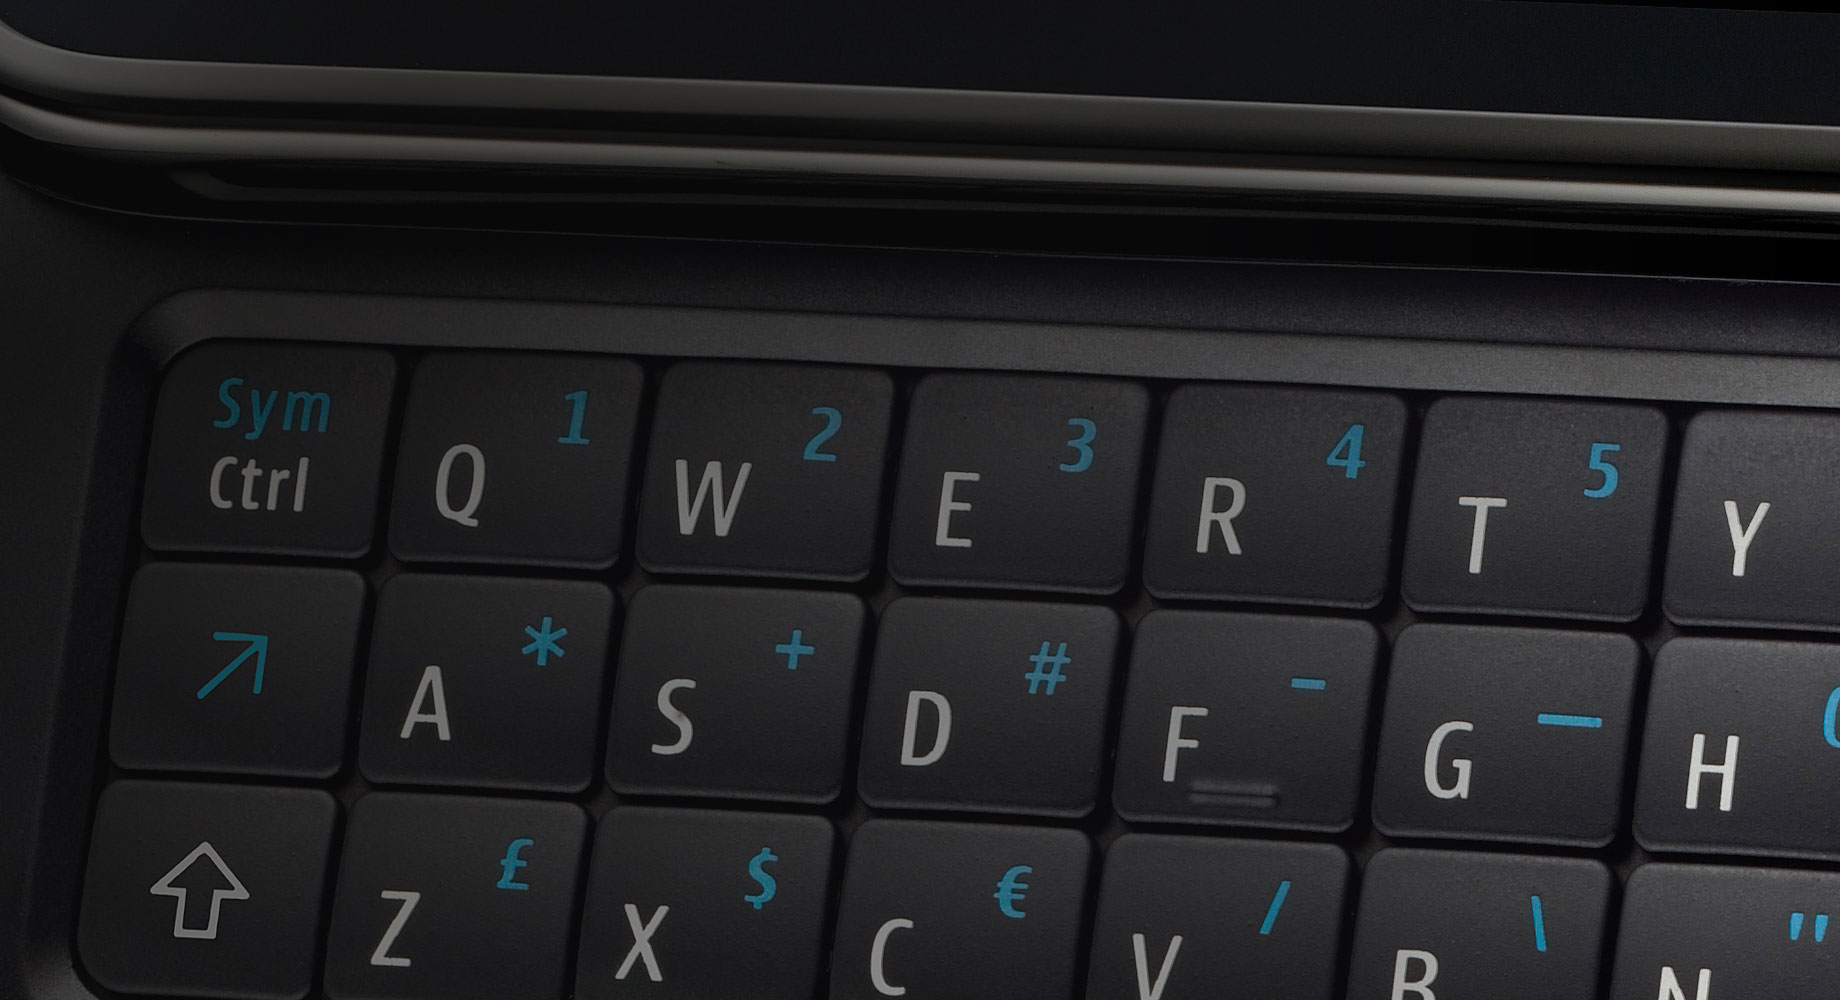 Sym
Ctrl
Q 1
W 2
E 3
R 4
T 5
Y
A *
S +
D #
F -
G —
H
Z £
X $
C €
V /
B \
N "